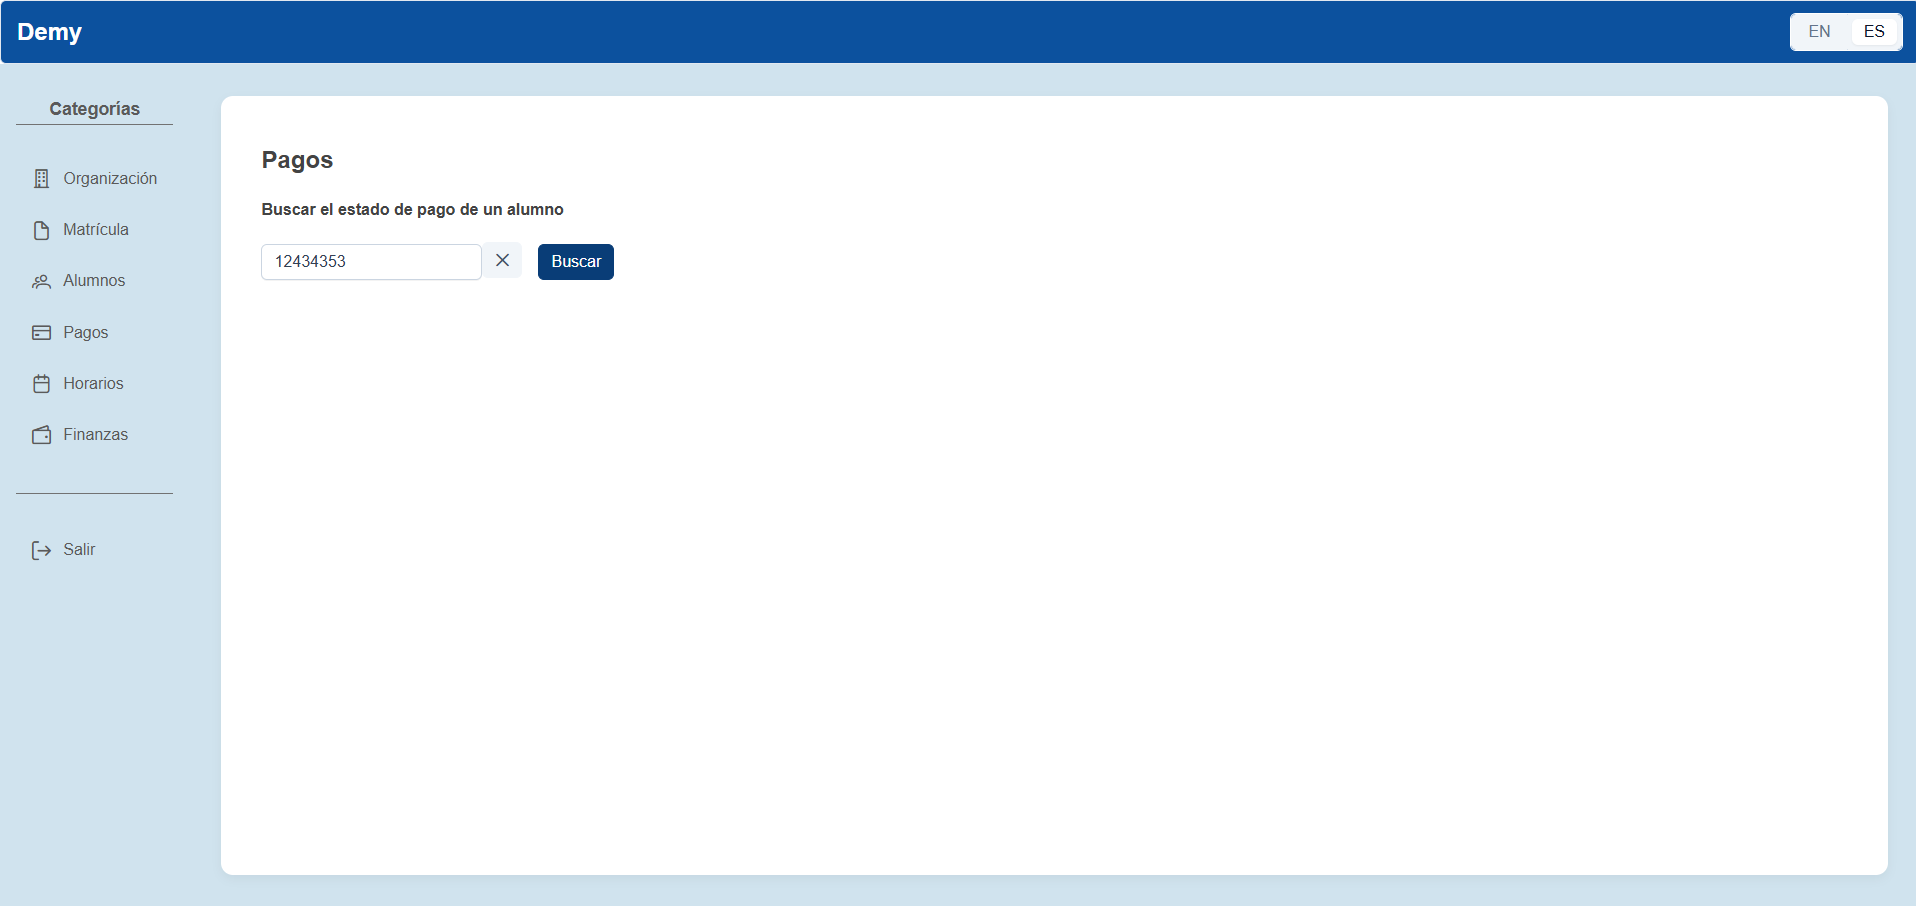 Demy
EN ES
Categorías
Organización
Matrícula
Alumnos
Pagos
Horarios
Finanzas
Salir
Pagos
Buscar el estado de pago de un alumno
12434353
Buscar